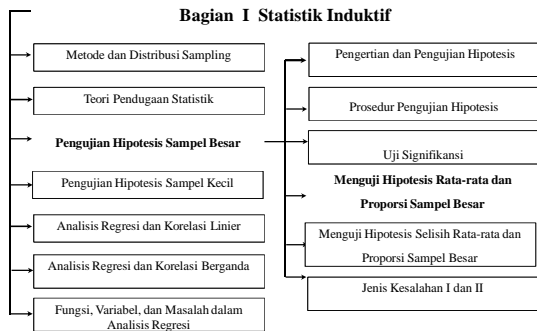 Bagian I Statistik Induktif
Metode dan Distribusi Sampling
Teori Pendugaan Statistik
Pengujian Hipotesis Sampel Besar
Pengujian Hipotesis Sampel Kecil
Analisis Regresi dan Korelasi Linier
Analisis Regresi dan Korelasi Berganda
Fungsi, Variabel, dan Masalah dalam
Analisis Regresi
Pengertian dan Pengujian Hipotesis
Prosedur Pengujian Hipotesis
Uji Signifikansi
Menguji Hipotesis Rata-rata dan
Proporsi Sampel Besar
Menguji Hipotesis Selisih Rata-rata dan
Proporsi Sampel Besar
Jenis Kesalahan I dan II